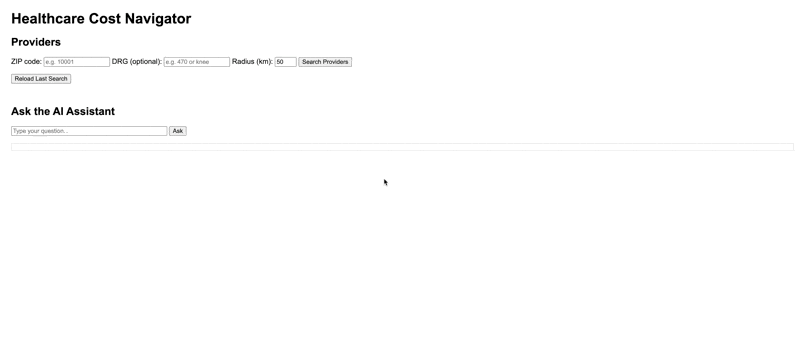 Healthcare Cost Navigator
Providers
ZIP code: e.g. 10001 DRG (optional): e.g. 470 or knee Radius (km): 50 Search Providers
Reload Last Search
Ask the AI Assistant
Type your question... Ask